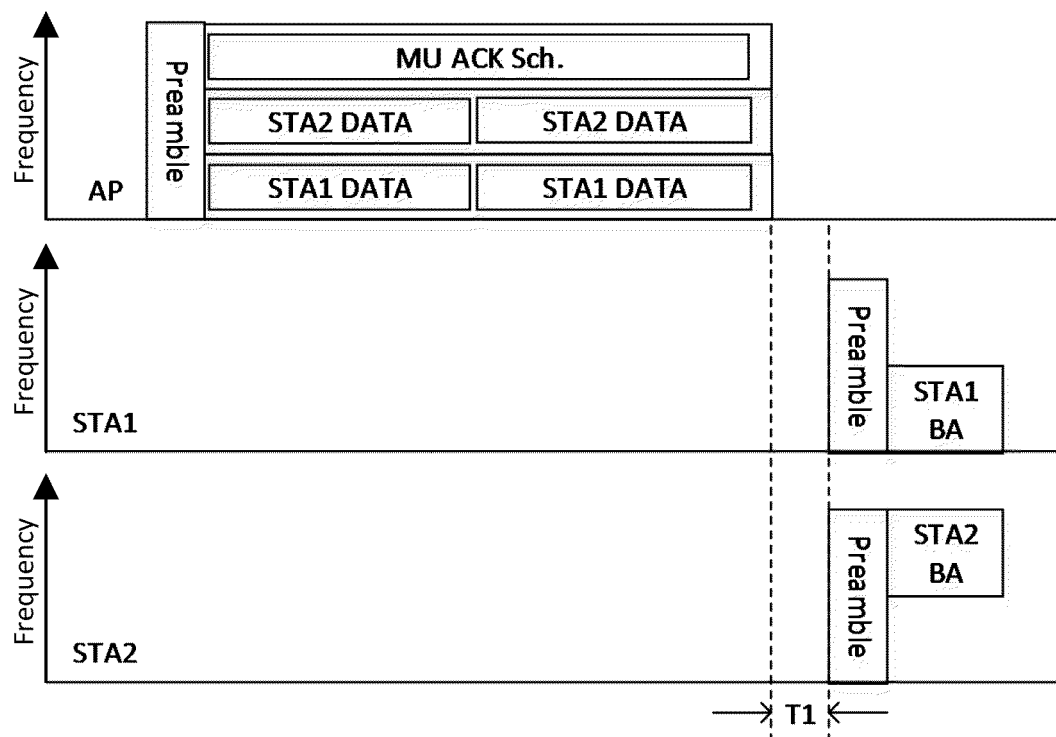 Frequency
AP
Preamble
MU ACK Sch.
STA2 DATA
STA2 DATA
STA1 DATA
STA1 DATA
Frequency
STA1
Preamble
STA1
BA
Frequency
STA2
Preamble
STA2
BA
T1